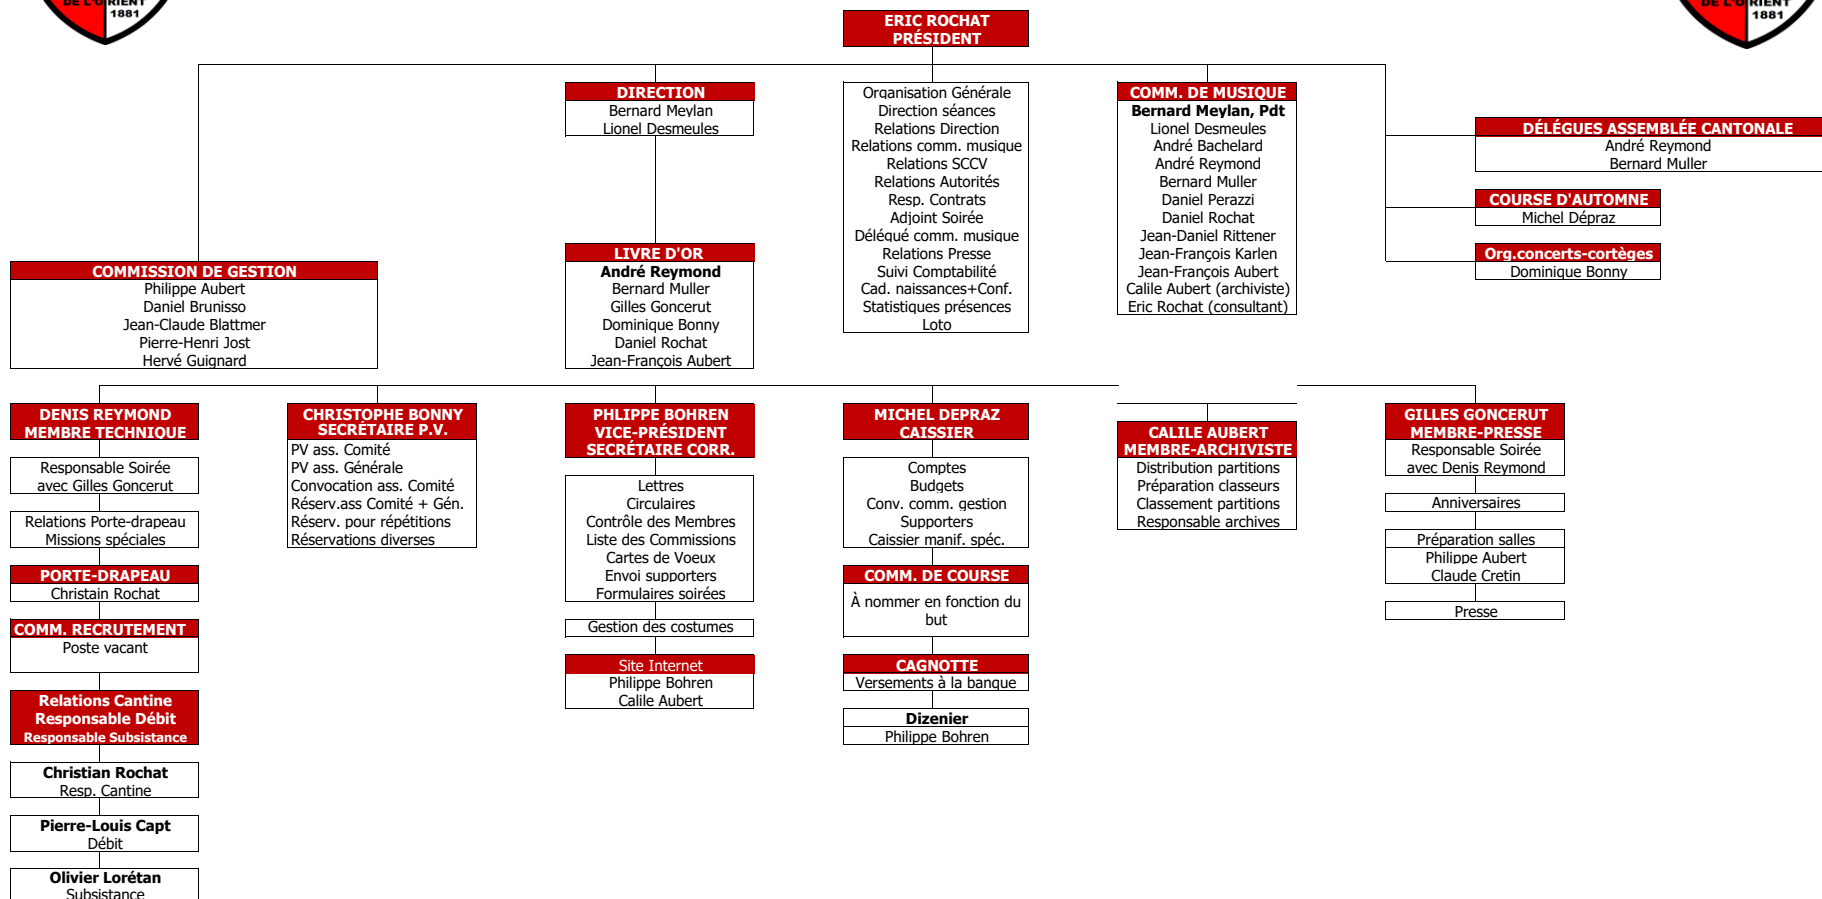 DE L'ORIENT
1881
DE L'ORIENT
1881
ERIC ROCHAT
PRÉSIDENT
DIRECTION
Bernard Meylan
Lionel Desmeules
Organisation Générale
Direction séances
Relations Direction
Relations comm. musique
Relations SCCV
Relations Autorités
Resp. Contrats
Adjoint Soirée
Délégué comm. musique
Relations Presse
Suivi Comptabilité
Cad. naissances+Conf.
Statistiques présences
Loto
COMM. DE MUSIQUE
Bernard Meylan, Pdt
Lionel Desmeules
André Bachelard
André Reymond
Bernard Muller
Daniel Perazzi
Daniel Rochat
Jean-Daniel Rittener
Jean-François Karlen
Jean-François Aubert
Calile Aubert (archiviste)
Eric Rochat (consultant)
DÉLÉGUES ASSEMBLÉE CANTONALE
André Reymond
Bernard Muller
COURSE D'AUTOMNE
Michel Dépraz
Org.concerts-cortèges
Dominique Bonny
LIVRE D'OR
André Reymond
Bernard Muller
Gilles Goncerut
Dominique Bonny
Daniel Rochat
Jean-François Aubert
COMMISSION DE GESTION
Philippe Aubert
Daniel Brunisso
Jean-Claude Blattmer
Pierre-Henri Jost
Hervé Guignard
DENIS REYMOND
MEMBRE TECHNIQUE
Responsable Soirée
avec Gilles Goncerut
Relations Porte-drapeau
Missions spéciales
PORTE-DRAPEAU
Christain Rochat
COMM. RECRUTEMENT
Poste vacant
Relations Cantine
Responsable Débit
Responsable Subsistance
Christian Rochat
Resp. Cantine
Pierre-Louis Capt
Débit
Olivier Lorétan
Subsistance
CHRISTOPHE BONNY
SECRÉTAIRE P.V.
PV ass. Comité
PV ass. Générale
Convocation ass. Comité
Réserv.ass Comité + Gén.
Réserv. pour répétitions
Réservations diverses
PHLIPPE BOHREN
VICE-PRÉSIDENT
SECRÉTAIRE CORR.
Lettres
Circulaires
Contrôle des Membres
Liste des Commissions
Cartes de Voeux
Envoi supporters
Formulaires soirées
Gestion des costumes
Site Internet
Philippe Bohren
Calile Aubert
MICHEL DEPRAZ
CAISSIER
Comptes
Budgets
Conv. comm. gestion
Supporters
Caissier manif. spéc.
COMM. DE COURSE
À nommer en fonction du
but
CAGNOTTE
Versements à la banque
Dizenier
Philippe Bohren
CALILE AUBERT
MEMBRE-ARCHIVISTE
Distribution partitions
Préparation classeurs
Classement partitions
Responsable archives
GILLES GONCERUT
MEMBRE-PRESSE
Responsable Soirée
avec Denis Reymond
Anniversaires
Préparation salles
Philippe Aubert
Claude Cretin
Presse